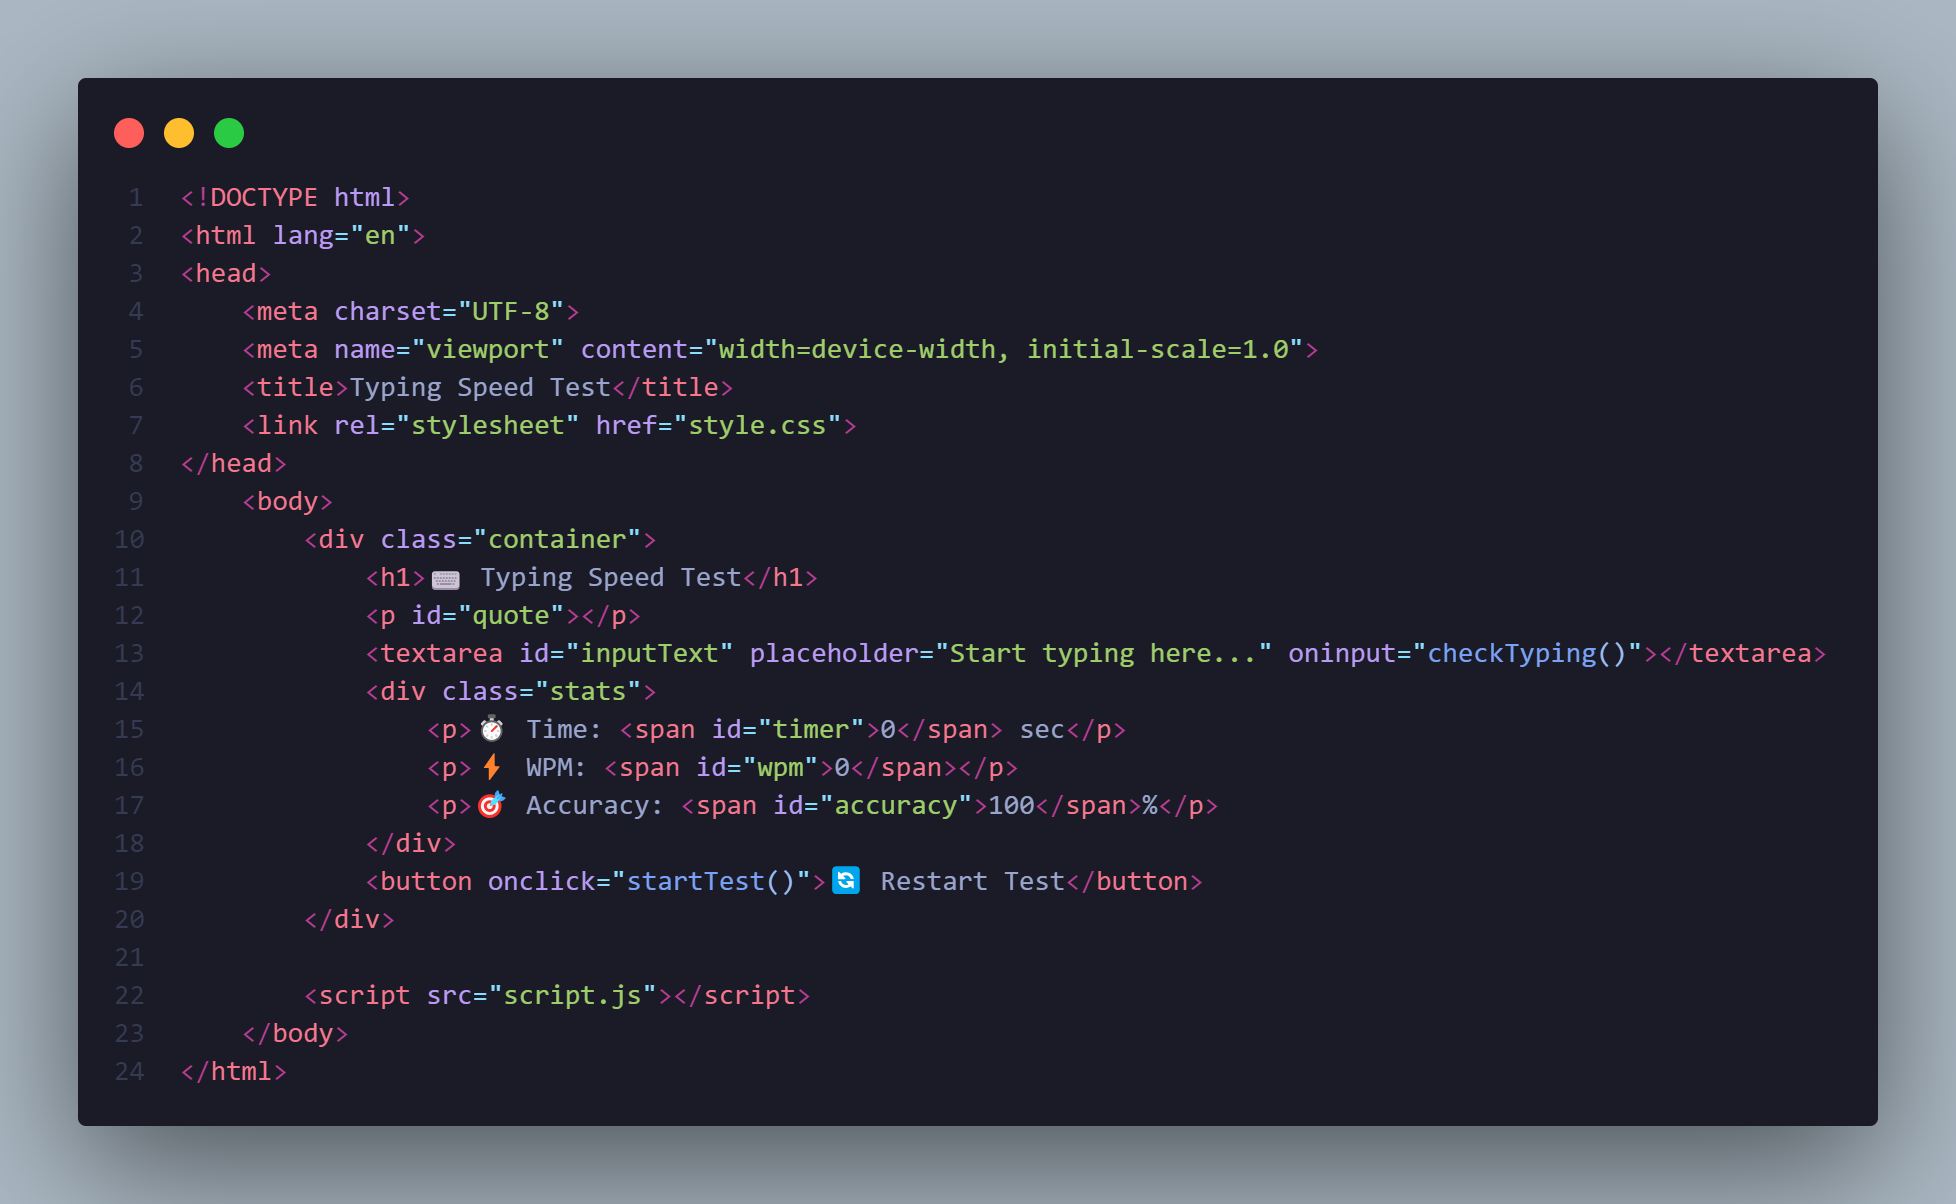 1 <!DOCTYPE html>
2 <html lang="en">
3 <head>
4     <meta charset="UTF-8">
5     <meta name="viewport" content="width=device-width, initial-scale=1.0">
6     <title>Typing Speed Test</title>
7     <link rel="stylesheet" href="style.css">
8 </head>
9     <body>
10         <div class="container">
11             <h1>⌨️ Typing Speed Test</h1>
12             <p id="quote"></p>
13             <textarea id="inputText" placeholder="Start typing here..." oninput="checkTyping()"></textarea>
14             <div class="stats">
15                 <p>⏱️ Time: <span id="timer">0</span> sec</p>
16                 <p>⚡ WPM: <span id="wpm">0</span></p>
17                 <p>🎯 Accuracy: <span id="accuracy">100</span>%</p>
18             </div>
19             <button onclick="startTest()">🔄 Restart Test</button>
20         </div>
21
22         <script src="script.js"></script>
23     </body>
24 </html>